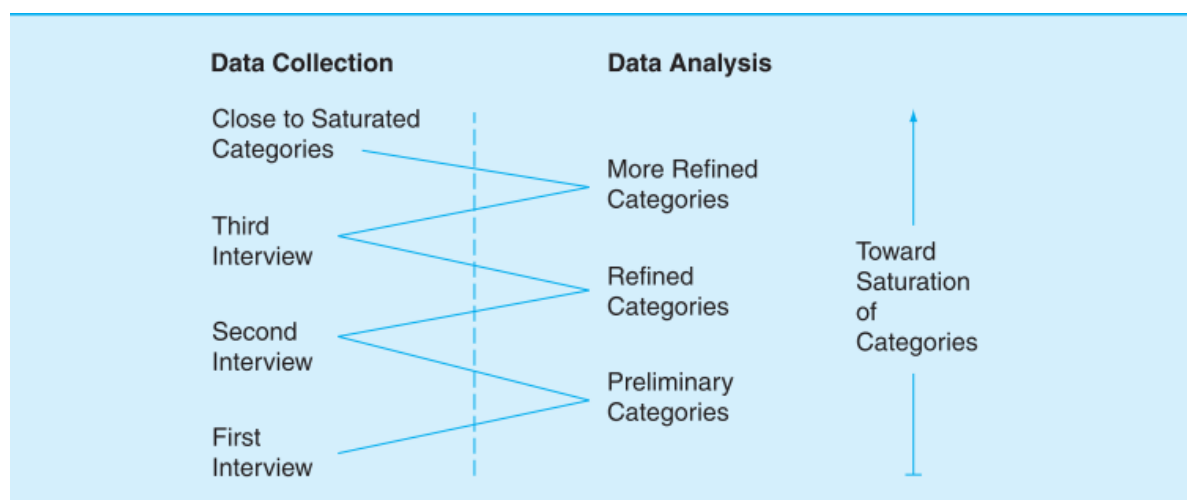 Data Collection
Data Analysis
Close to Saturated
Categories
More Refined
Categories
Third
Interview
Toward
Saturation
of
Categories
Refined
Categories
Second
Interview
Preliminary
Categories
First
Interview